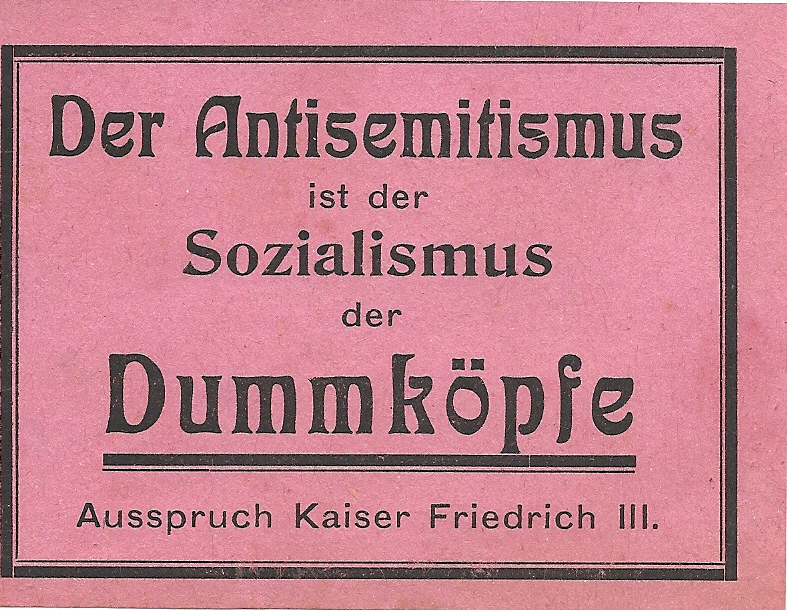 Der Antisemitismus
ist der
Sozialismus
der
Dummköpfe
Ausspruch Kaiser Friedrich III.